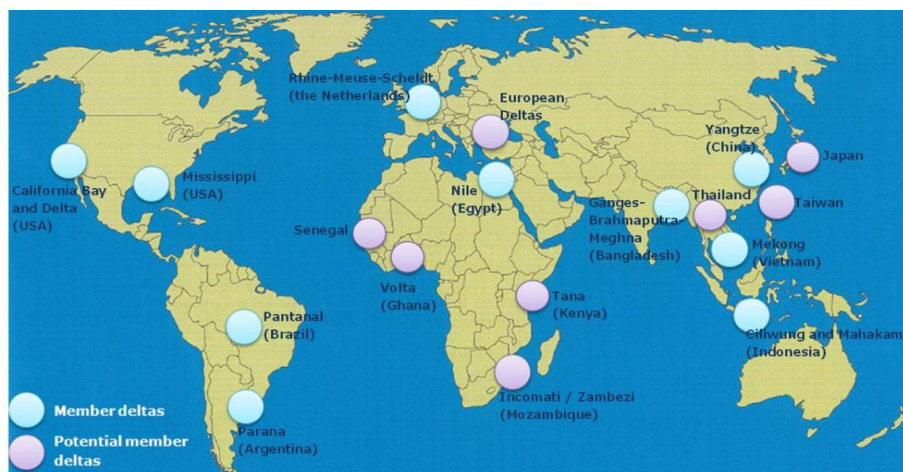 Rhine-Meuse-Scheldt
(the Netherlands)
European
Deltas
Yangtze
(China)
Japan
California Bay
and Delta
(USA)
Mississippi
(USA)
Nile
(Egypt)
Ganges-
Brahmaputra-
Meghna
(Bangladesh)
Thailand
Taiwan
Senegal
Volta
(Ghana)
Mekong
(Vietnam)
Tana
(Kenya)
Pantanal
(Brazil)
Ciliwung and Mahakam
(Indonesia)
Incomati / Zambezi
(Mozambique)
Parana
(Argentina)
Member deltas
Potential member
deltas